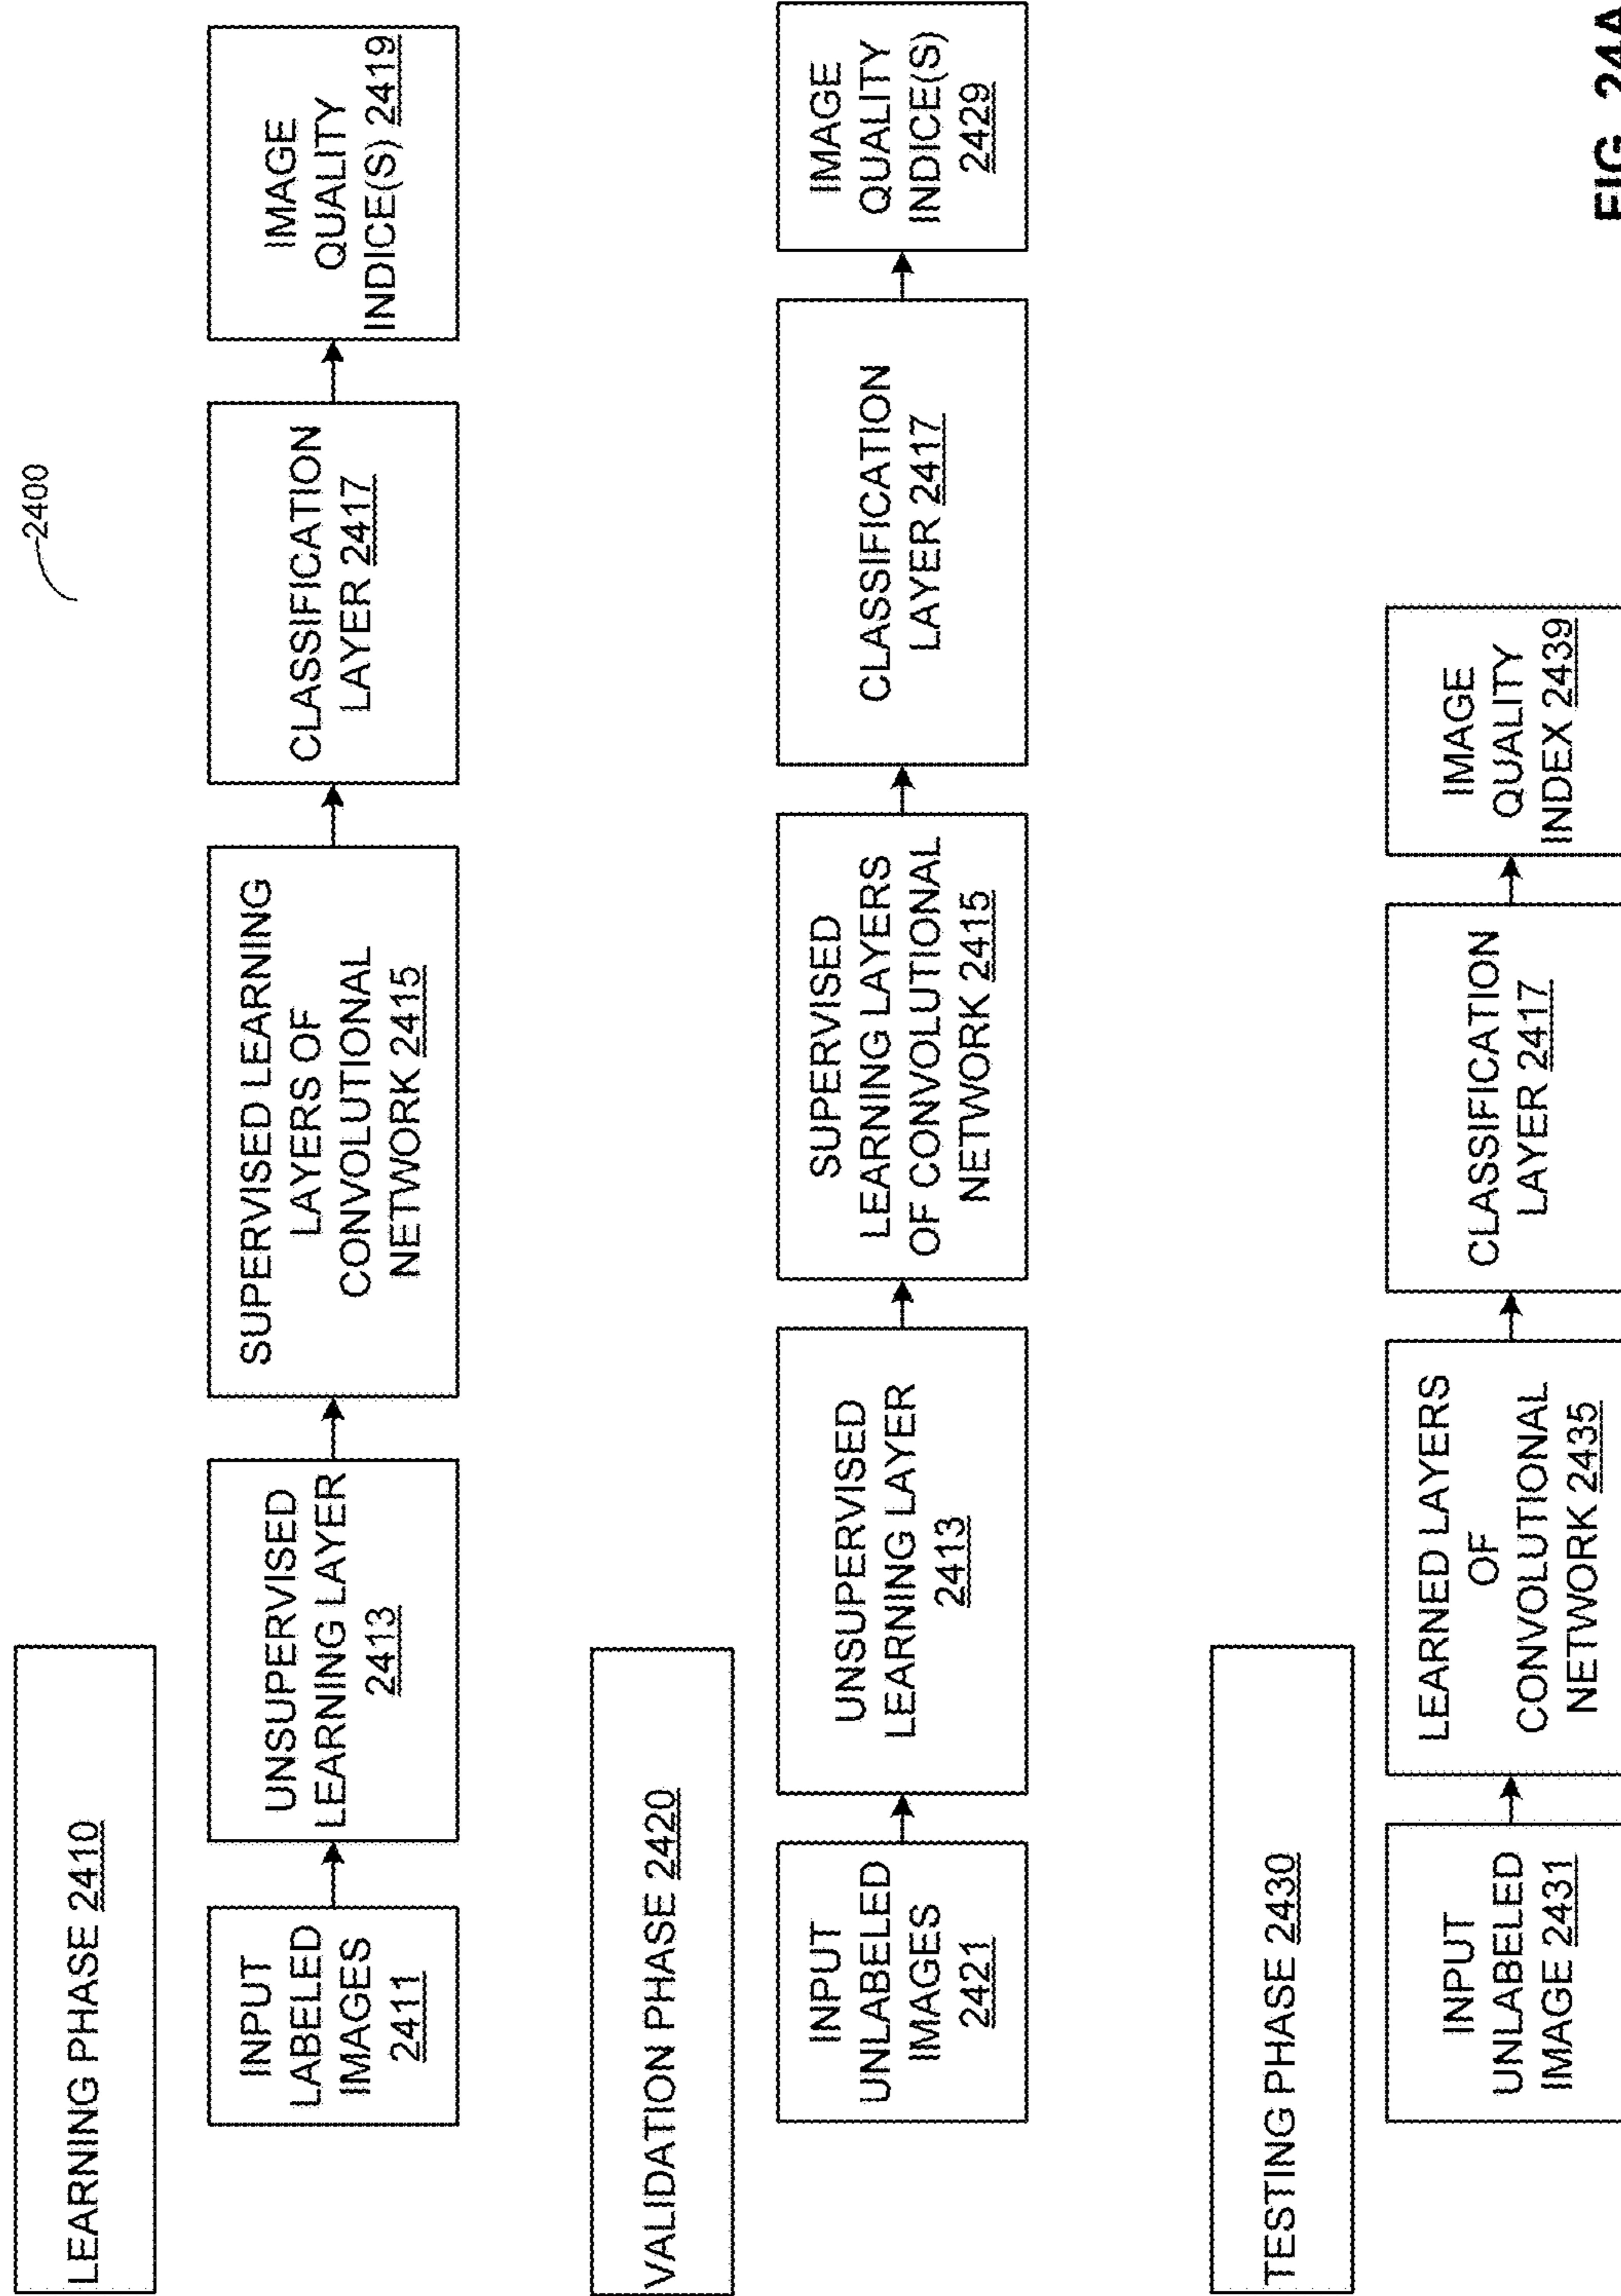 2400
LEARNING PHASE 2410
INPUT
LABELED
IMAGES
2411
UNSUPERVISED
LEARNING LAYER
2413
SUPERVISED LEARNING
LAYERS OF
CONVOLUTIONAL
NETWORK 2415
CLASSIFICATION
LAYER 2417
IMAGE
QUALITY
INDICE(S) 2419
VALIDATION PHASE 2420
INPUT
UNLABELED
IMAGES
2421
UNSUPERVISED
LEARNING LAYER
2413
SUPERVISED
LEARNING LAYERS
OF CONVOLUTIONAL
NETWORK 2415
CLASSIFICATION
LAYER 2417
IMAGE
QUALITY
INDICE(S)
2429
TESTING PHASE 2430
INPUT
UNLABELED
IMAGE 2431
LEARNED LAYERS
OF
CONVOLUTIONAL
NETWORK 2435
CLASSIFICATION
LAYER 2417
IMAGE
QUALITY
INDEX 2439
FIG. 24A